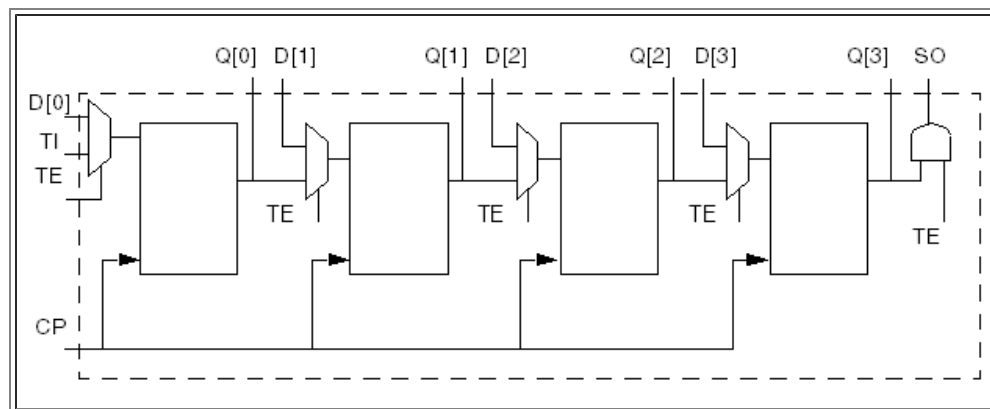 Q[0] D[1] Q[1] D[2] Q[2] D[3] Q[3] SO
D[0]
TI
TE
TE TE TE TE
CP